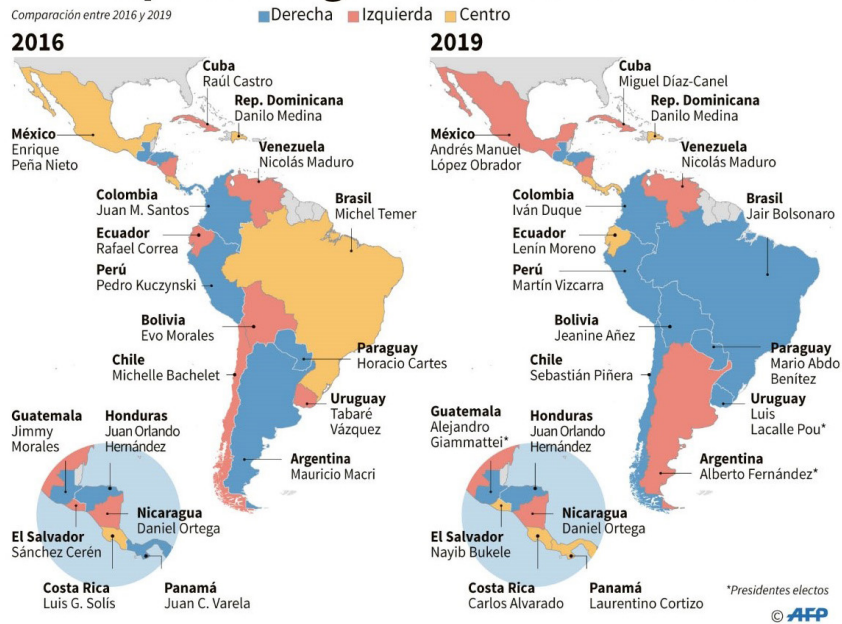 Comparación entre 2016 y 2019
Derecha Izquierda Centro
2016
Cuba
Raúl Castro
Rep. Dominicana
Danilo Medina
México
Enrique
Peña Nieto
Venezuela
Nicolás Maduro
Colombia
Juan M. Santos
Brasil
Michel Temer
Ecuador
Rafael Correa
Perú
Pedro Kuczynski
Bolivia
Evo Morales
Paraguay
Horacio Cartes
Chile
Michelle Bachelet
Uruguay
Tabaré
Vázquez
Guatemala
Jimmy
Morales
Honduras
Juan Orlando
Hernández
Argentina
Mauricio Macri
Nicaragua
Daniel Ortega
El Salvador
Sánchez Cerén
Costa Rica
Luis G. Solís
Panamá
Juan C. Varela
2019
Cuba
Miguel Díaz-Canel
Rep. Dominicana
Danilo Medina
México
Andrés Manuel
López Obrador
Venezuela
Nicolás Maduro
Colombia
Iván Duque
Brasil
Jair Bolsonaro
Ecuador
Lenín Moreno
Perú
Martín Vizcarra
Bolivia
Jeanine Añez
Paraguay
Mario Abdo
Benítez
Chile
Sebastián Piñera
Uruguay
Luis
Lacalle Pou*
Guatemala
Alejandro
Giammattei*
Honduras
Juan Orlando
Hernández
Argentina
Alberto Fernández*
Nicaragua
Daniel Ortega
El Salvador
Nayib Bukele
Costa Rica
Carlos Alvarado
Panamá
Laurentino Cortizo
*Presidentes electos
© AFP